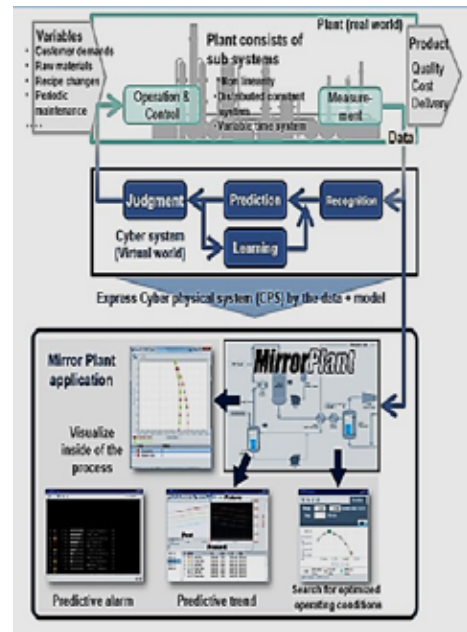 Plant (real world)
Variables
• Customer demands
• Raw materials
• Recipe changes
• Periodic
maintenance
....
Plant consists of
sub systems
•Non linearity
•Distributed constant
system
•Variable time system
Operation &
Control
Measure-
ment
Product
Quality
Cost
Delivery
Data
Judgment
Prediction
Recognition
Learning
Cyber system
(Virtual world)
Express Cyber physical system (CPS) by the data + model
Mirror Plant
application
MirrorPlant
Visualize
inside of the
process
Past
Present
Future
Predictive alarm
Predictive trend
Search for optimized
operating conditions